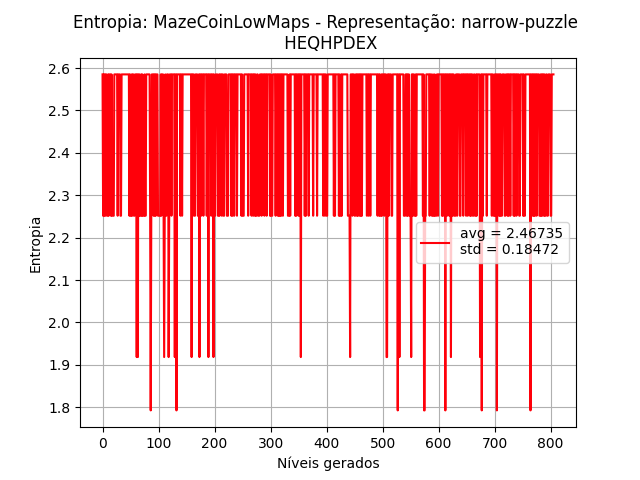 Entropia: MazeCoinLowMaps - Representação: narrow-puzzle
HEQHPDEX
2.6
2.5
2.4
2.3
2.2
2.1
2.0
1.9
1.8
Entropia
avg = 2.46735
std = 0.18472
0 100 200 300 400 500 600 700 800
Níveis gerados